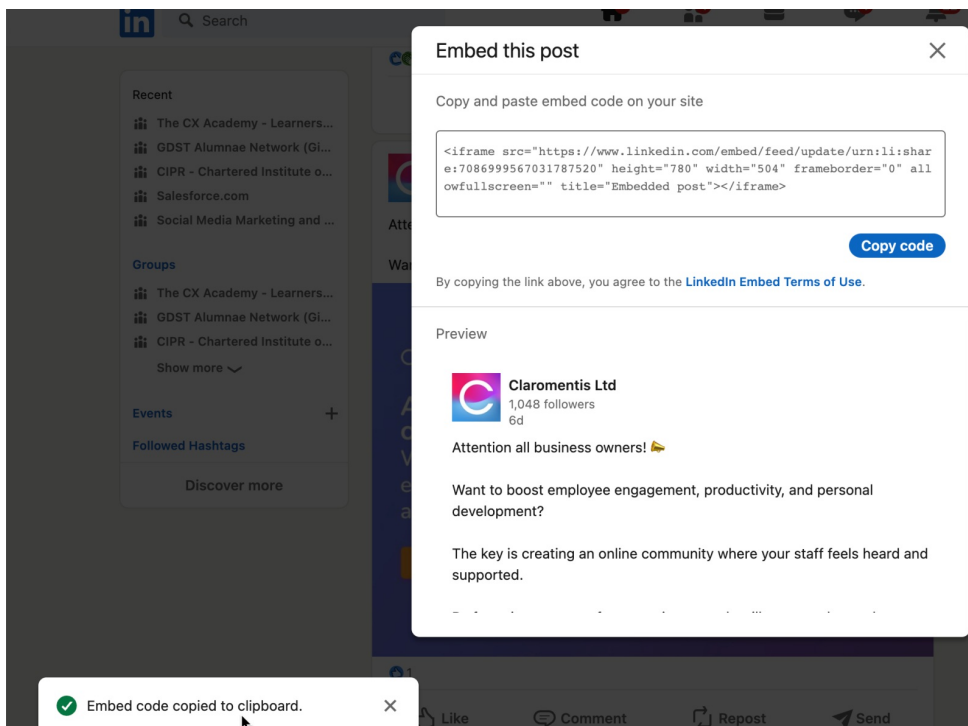 in
Search
Recent
The CX Academy - Learners...
GDST Alumnae Network (Gi...
CIPR - Chartered Institute o...
Salesforce.com
Social Media Marketing and ...
Groups
The CX Academy - Learners...
GDST Alumnae Network (Gi...
CIPR - Chartered Institute o...
Show more
Events
Followed Hashtags
Discover more
Embed this post
Copy and paste embed code on your site
<iframe src="https://www.linkedin.com/embed/feed/update/urn:li:shar
e:7086999567031787520" height="780" width="504" frameborder="0" all
owfullscreen="" title="Embedded post"></iframe>
Copy code
By copying the link above, you agree to the LinkedIn Embed Terms of Use.
Preview
Claromentis Ltd
1,048 followers
6d
Attention all business owners!
Want to boost employee engagement, productivity, and personal
development?
The key is creating an online community where your staff feels heard and
supported.
1
Like
Comment
Repost
Send
Embed code copied to clipboard.